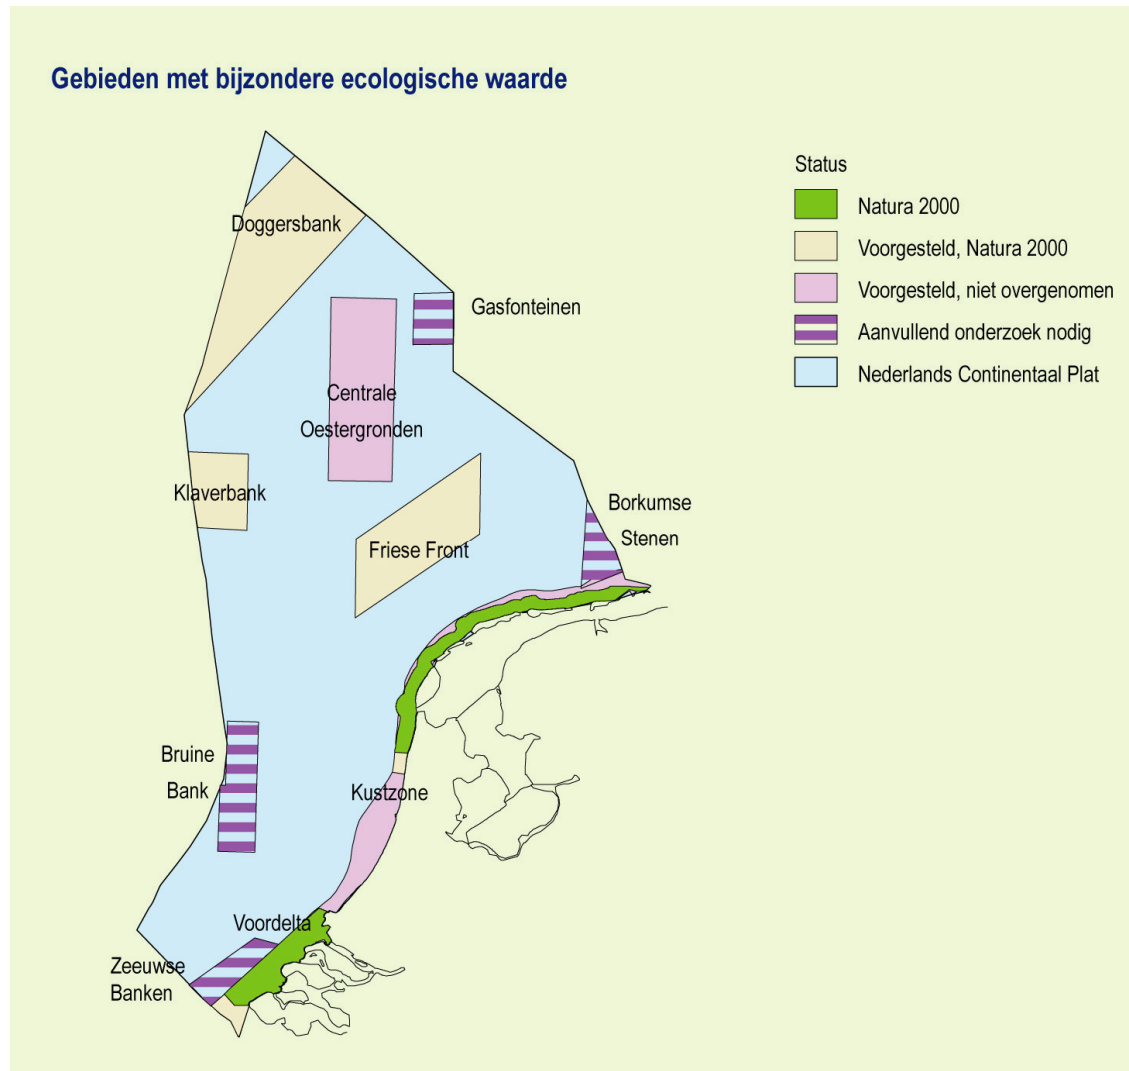 Gebieden met bijzondere ecologische waarde
Status
Natura 2000
Voorgesteld, Natura 2000
Voorgesteld, niet overgenomen
Aanvullend onderzoek nodig
Nederlands Continentaal Plat
Doggersbank
Gasfonteinen
Centrale
Oestergronden
Klaverbank
Borkumse
Stenen
Friese Front
Bruine
Bank
Kustzone
Voordelta
Zeeuwse
Banken